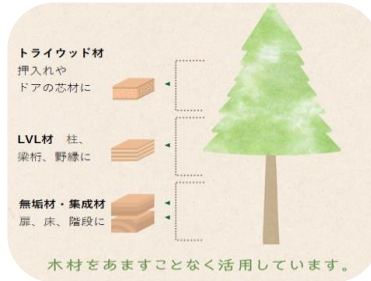 トライウッド材
押入れや
ドアの芯材に
LVL材　柱、
梁桁、野縁に
無垢材・集成材
扉、床、階段に
木材をあますことなく活用しています。